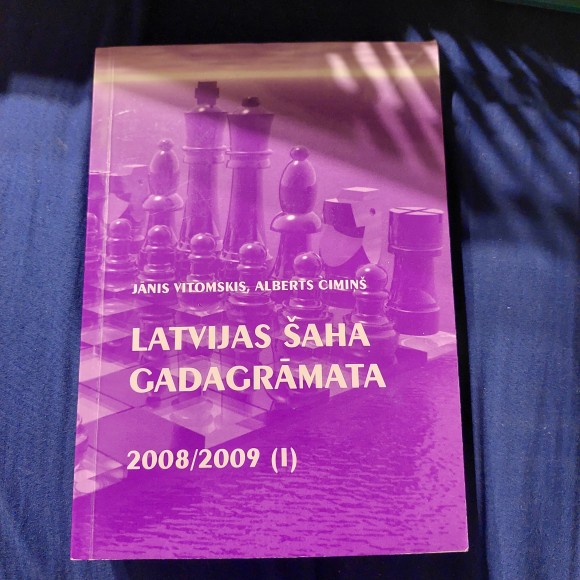 JĀNIS VITOMSKIS, ALBERTS CIMIŅŠ
LATVIJAS ŠAHA
GADAGRĀMATA
2008/2009 (I)